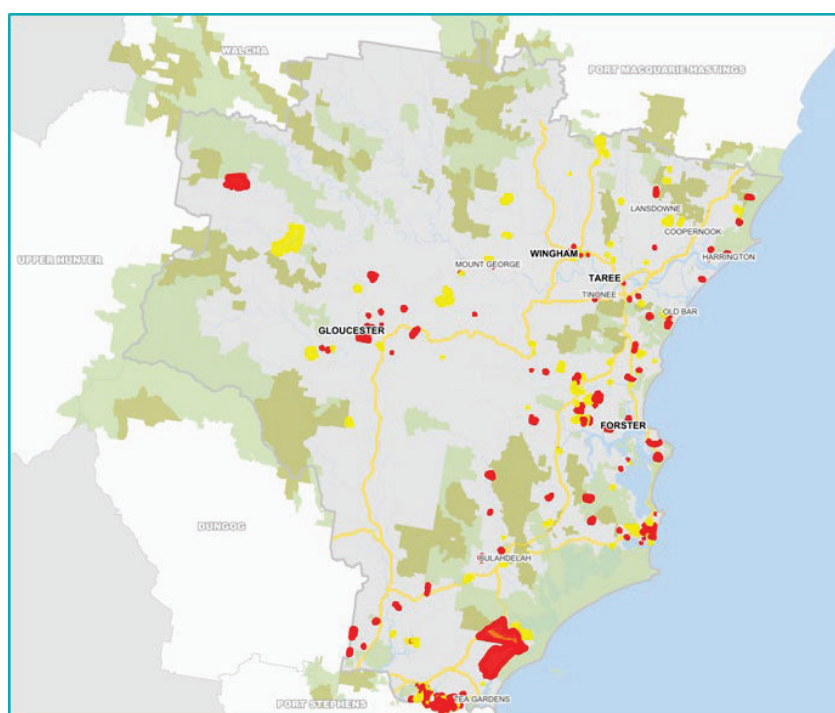 WALCHA
PORT MACQUARIE-HASTINGS
LANSDOWNE
COOPERNOOK
WINGHAM
HARRINGTON
UPPER HUNTER
MOUNT GEORGE
TAREE
TINONEE
OLD BAR
GLOUCESTER
FORSTER
DUNGOG
BULAHDELAH
TEA GARDENS
PORT STEPHENS